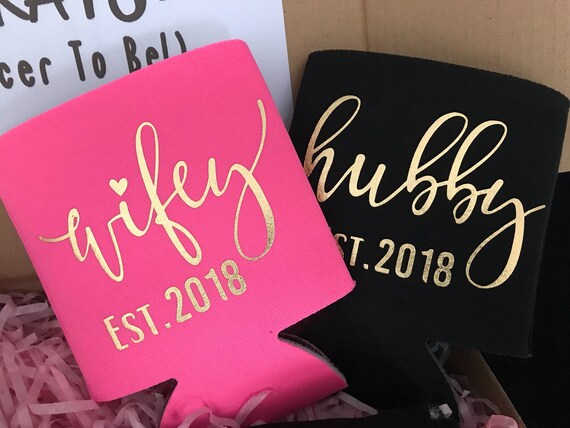 cer To Be!)
wifey
EST.2018
hubby
EST.2018